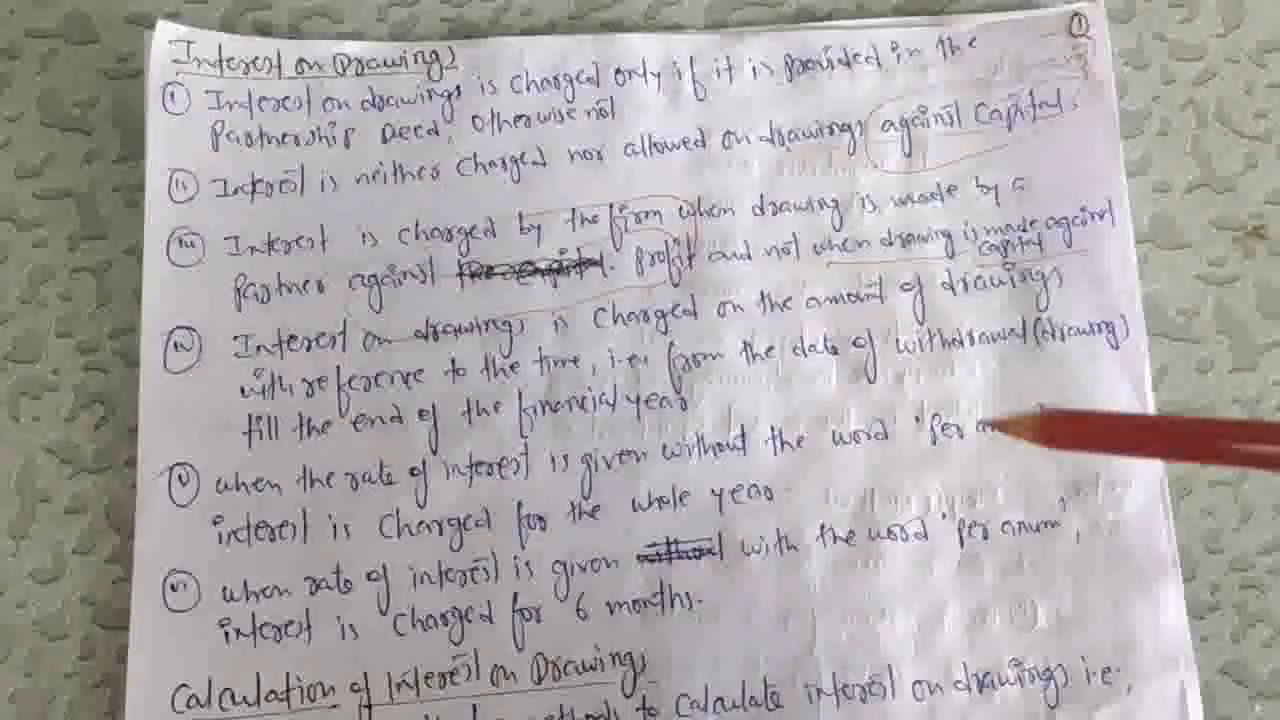 ①
Interest on Drawings
① Interest on drawings is charged only if it is provided in the
Partnership Deed, otherwise not
ii Interest is neither charged nor allowed on drawings against Capital.
iii Interest is charged by the firm when drawing is made by a
Partner against profit and not when drawing is made against
capital
iv Interest on drawings is charged on the amount of drawings
with reference to the time, i.e. from the date of withdrawal (drawing)
till the end of the financial year
v when the rate of interest is given without the word 'Per
interest is charged for the whole year.
vi when rate of interest is given with the word 'Per anum',
interest is charged for 6 months.
Calculation of Interest on Drawings
to calculate interest on drawings i.e.,